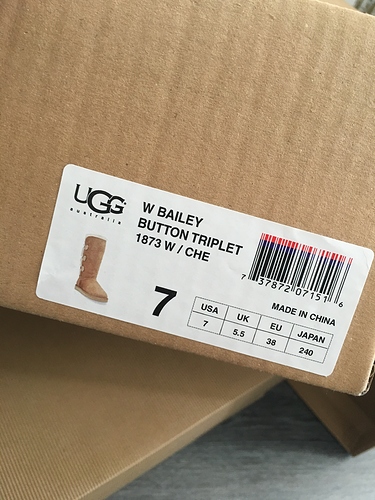 UGG
australia
W BAILEY
BUTTON TRIPLET
1873 W / CHE
7 37872 07151 6
MADE IN CHINA
7
USA UK EU JAPAN
7 5.5 38 240